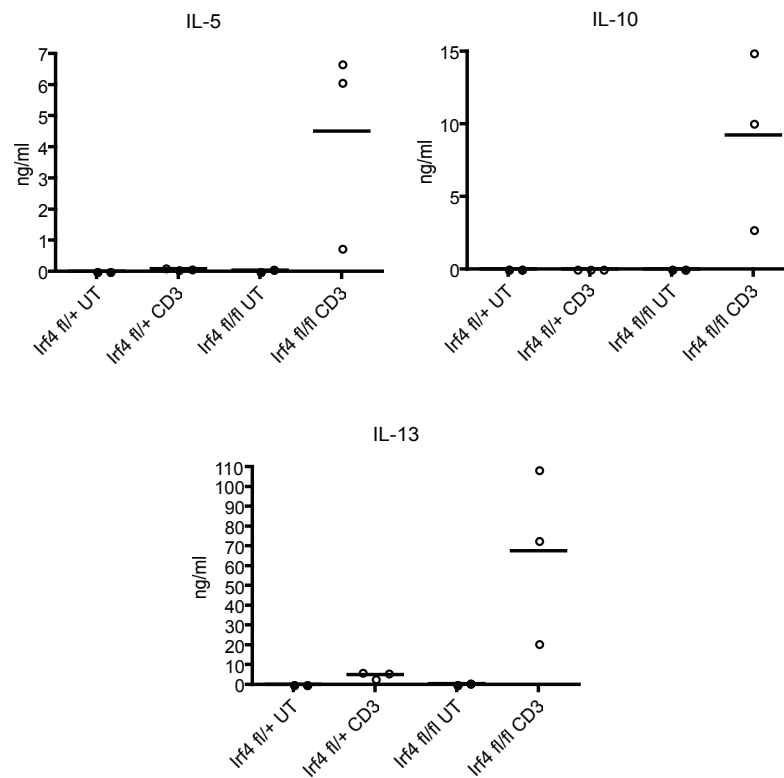 IL-5
7
6
5
4
3
2
1
0
ng/ml
Irf4 fl/+ UT
Irf4 fl/+ CD3
Irf4 fl/fl UT
Irf4 fl/fl CD3
IL-10
15
10
5
0
ng/ml
Irf4 fl/+ UT
Irf4 fl/+ CD3
Irf4 fl/fl UT
Irf4 fl/fl CD3
IL-13
110
100
90
80
70
60
50
40
30
20
10
0
ng/ml
Irf4 fl/+ UT
Irf4 fl/+ CD3
Irf4 fl/fl UT
Irf4 fl/fl CD3